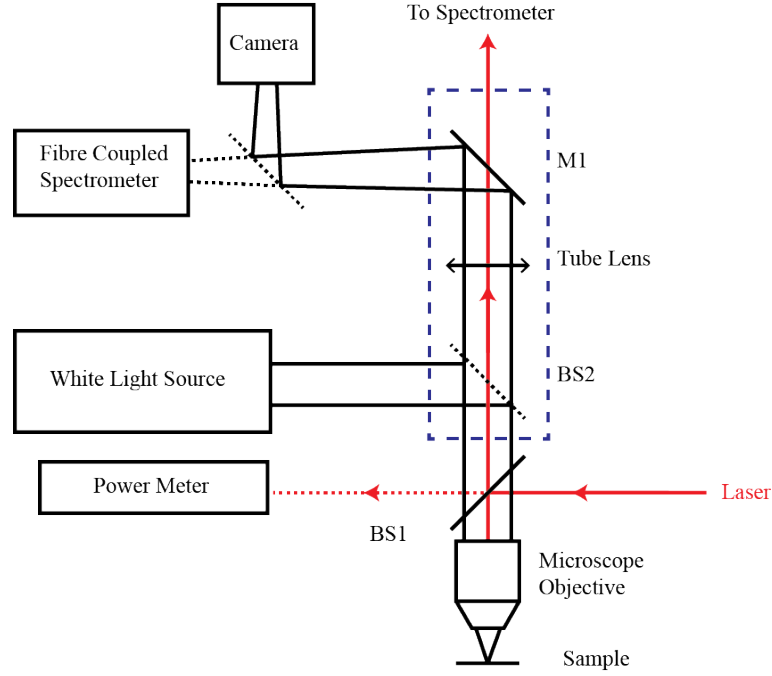 To Spectrometer
Camera
Fibre Coupled
Spectrometer
M1
Tube Lens
White Light Source
BS2
Power Meter
Laser
BS1
Microscope
Objective
Sample